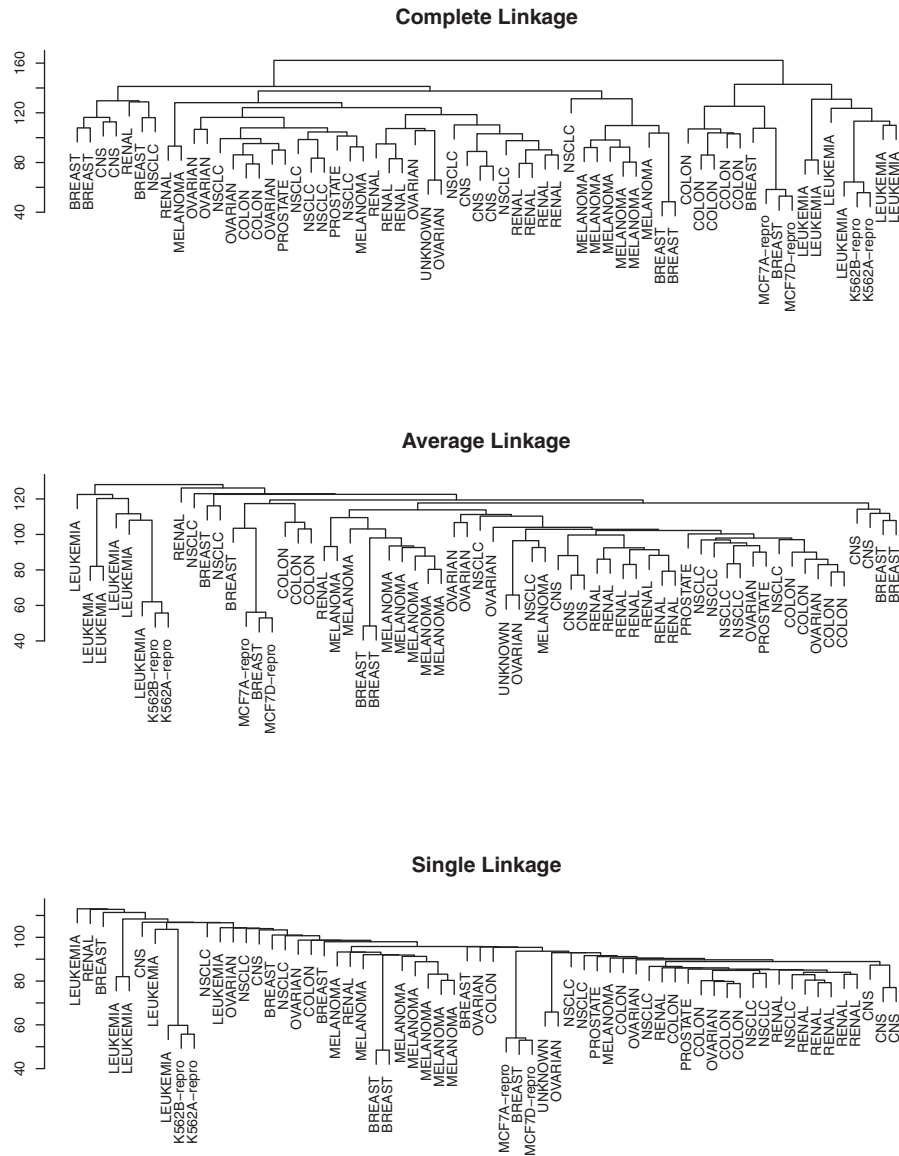 Complete Linkage
160
120
80
40
BREAST
BREAST
CNS
CNS
RENAL
BREAST
NSCLC
RENAL
MELANOMA
OVARIAN
OVARIAN
NSCLC
OVARIAN
COLON
COLON
OVARIAN
PROSTATE
NSCLC
NSCLC
NSCLC
PROSTATE
NSCLC
MELANOMA
RENAL
RENAL
RENAL
OVARIAN
UNKNOWN
OVARIAN
NSCLC
CNS
CNS
CNS
NSCLC
RENAL
RENAL
RENAL
RENAL
NSCLC
MELANOMA
MELANOMA
MELANOMA
MELANOMA
MELANOMA
MELANOMA
BREAST
BREAST
COLON
COLON
COLON
COLON
COLON
BREAST
MCF7A-repro
BREAST
MCF7D-repro
LEUKEMIA
LEUKEMIA
LEUKEMIA
LEUKEMIA
K562B-repro
K562A-repro
LEUKEMIA
LEUKEMIA
Average Linkage
120
100
80
60
40
LEUKEMIA
LEUKEMIA
LEUKEMIA
LEUKEMIA
LEUKEMIA
LEUKEMIA
K562B-repro
K562A-repro
RENAL
NSCLC
BREAST
NSCLC
BREAST
MCF7A-repro
BREAST
MCF7D-repro
COLON
COLON
COLON
RENAL
MELANOMA
MELANOMA
BREAST
BREAST
MELANOMA
MELANOMA
MELANOMA
MELANOMA
MELANOMA
OVARIAN
OVARIAN
NSCLC
OVARIAN
UNKNOWN
OVARIAN
NSCLC
MELANOMA
CNS
CNS
CNS
RENAL
RENAL
RENAL
RENAL
RENAL
RENAL
RENAL
PROSTATE
NSCLC
NSCLC
NSCLC
NSCLC
OVARIAN
PROSTATE
NSCLC
COLON
COLON
OVARIAN
COLON
COLON
CNS
CNS
BREAST
BREAST
Single Linkage
100
80
60
40
LEUKEMIA
RENAL
BREAST
LEUKEMIA
LEUKEMIA
CNS
LEUKEMIA
LEUKEMIA
K562B-repro
K562A-repro
NSCLC
LEUKEMIA
OVARIAN
NSCLC
CNS
BREAST
NSCLC
OVARIAN
COLON
BREAST
MELANOMA
RENAL
MELANOMA
BREAST
BREAST
MELANOMA
MELANOMA
MELANOMA
MELANOMA
MELANOMA
BREAST
OVARIAN
COLON
MCF7A-repro
BREAST
MCF7D-repro
UNKNOWN
OVARIAN
NSCLC
NSCLC
PROSTATE
MELANOMA
COLON
OVARIAN
NSCLC
RENAL
COLON
PROSTATE
COLON
OVARIAN
COLON
COLON
NSCLC
NSCLC
RENAL
NSCLC
RENAL
RENAL
RENAL
RENAL
RENAL
CNS
CNS
CNS